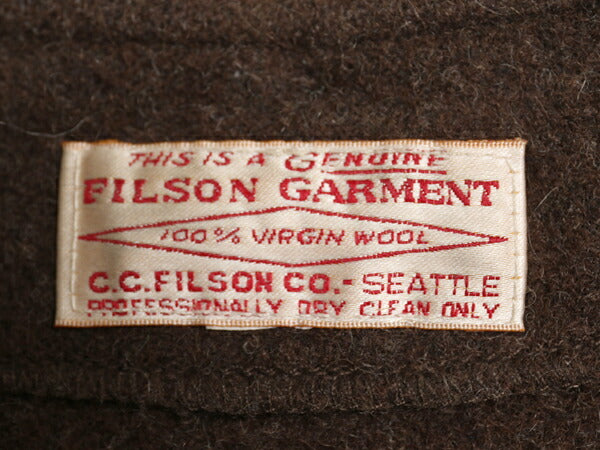 THIS IS A GENUINE
FILSON GARMENT
100% VIRGIN WOOL
C.C.FILSON CO.- SEATTLE
PROFESSIONALLY DRY CLEAN ONLY